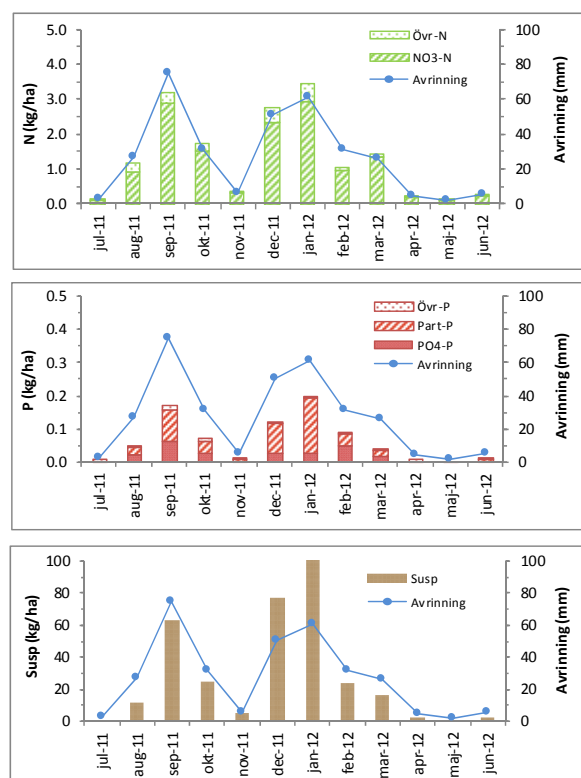 5.0
4.0
3.0
2.0
1.0
0.0
N (kg/ha)
Övr-N
NO3-N
Avrinning
100
80
60
40
20
0
Avrinning (mm)
jul-11
aug-11
sep-11
okt-11
nov-11
dec-11
jan-12
feb-12
mar-12
apr-12
maj-12
jun-12
0.5
0.4
0.3
0.2
0.1
0.0
P (kg/ha)
Övr-P
Part-P
PO4-P
Avrinning
100
80
60
40
20
0
Avrinning (mm)
jul-11
aug-11
sep-11
okt-11
nov-11
dec-11
jan-12
feb-12
mar-12
apr-12
maj-12
jun-12
100
80
60
40
20
0
Susp (kg/ha)
Susp
Avrinning
100
80
60
40
20
0
Avrinning (mm)
jul-11
aug-11
sep-11
okt-11
nov-11
dec-11
jan-12
feb-12
mar-12
apr-12
maj-12
jun-12